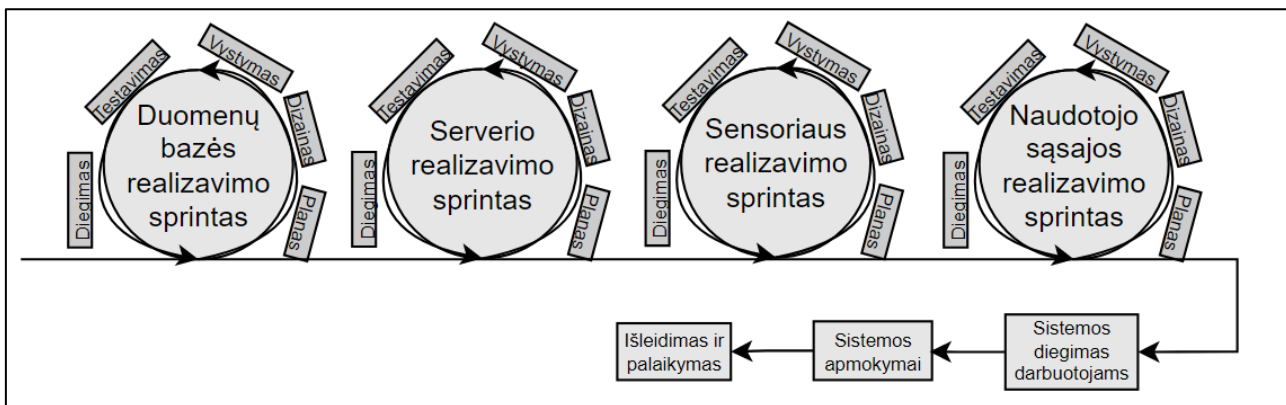 Testavimas
Vystymas
Dizainas
Planas
Diegimas
Duomenų
bazės
realizavimo
sprintas
Testavimas
Vystymas
Dizainas
Planas
Diegimas
Serverio
realizavimo
sprintas
Testavimas
Vystymas
Dizainas
Planas
Diegimas
Sensoriaus
realizavimo
sprintas
Testavimas
Vystymas
Dizainas
Planas
Diegimas
Naudotojo
sąsajos
realizavimo
sprintas
Sistemos
diegimas
darbuotojams
Sistemos
apmokymai
Išleidimas ir
palaikymas